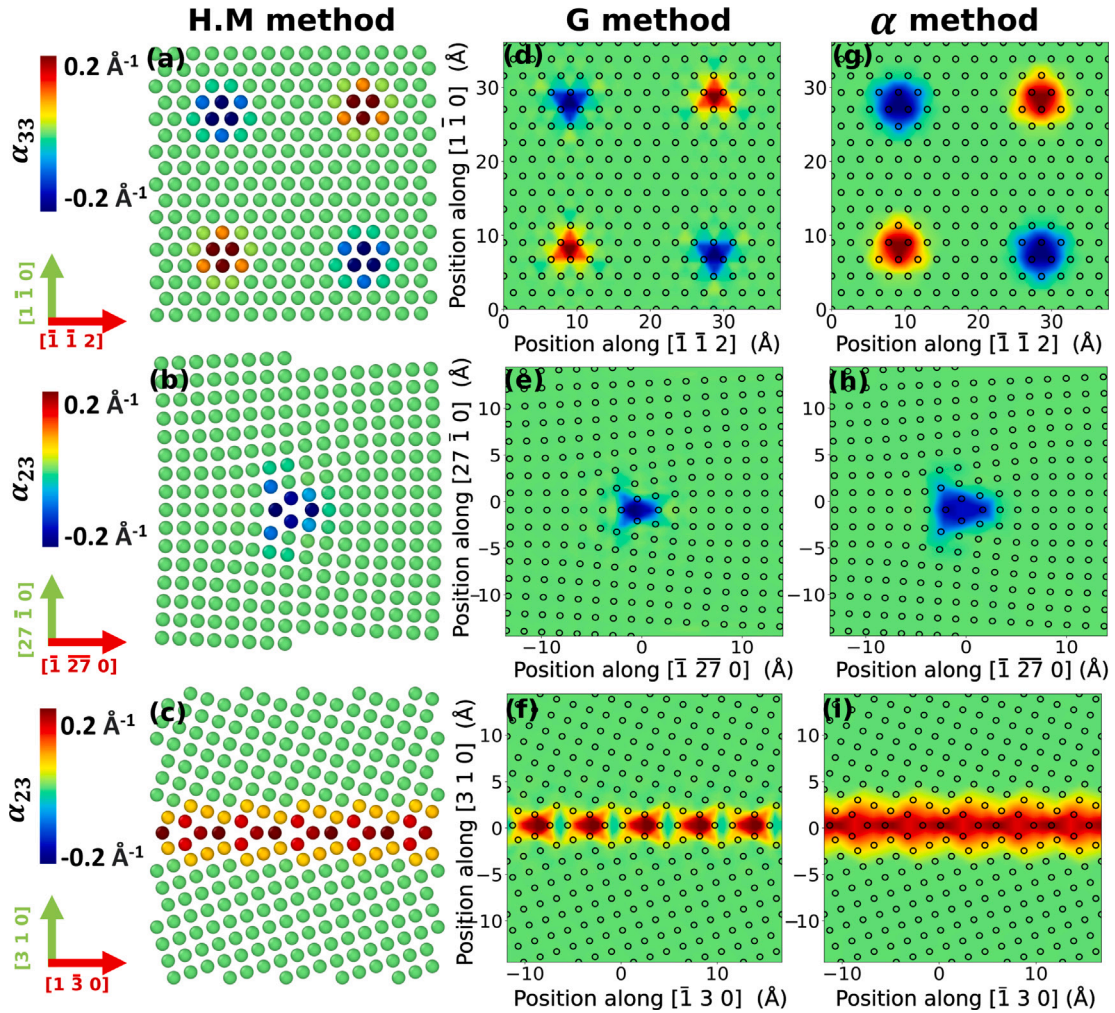 H.M method
G method
α method
0.2 Å⁻¹
α₃₃
-0.2 Å⁻¹
[1 1̄ 0]
[1̄ 1̄ 2]
(a)
(d)
Position along [1 1̄ 0] (Å)
30
20
10
0
0 10 20 30
Position along [1̄ 1̄ 2] (Å)
(g)
30
20
10
0
0 10 20 30
Position along [1̄ 1̄ 2] (Å)
0.2 Å⁻¹
α₂₃
-0.2 Å⁻¹
[27 1̄ 0]
[1̄ 2̄7̄ 0]
(b)
(e)
Position along [27 1̄ 0] (Å)
10
5
0
−5
−10
−10 0 10
Position along [1̄ 2̄7̄ 0] (Å)
(h)
10
5
0
−5
−10
−10 0 10
Position along [1̄ 2̄7̄ 0] (Å)
0.2 Å⁻¹
α₂₃
-0.2 Å⁻¹
[3 1 0]
[1 3̄ 0]
(c)
(f)
Position along [3 1 0] (Å)
10
5
0
−5
−10
−10 0 10
Position along [1̄ 3 0] (Å)
(i)
10
5
0
−5
−10
−10 0 10
Position along [1̄ 3 0] (Å)